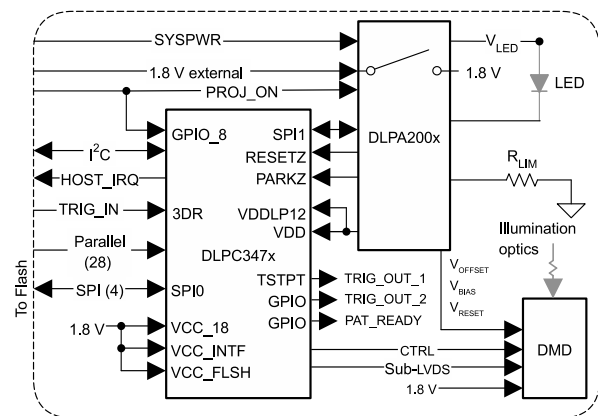 SYSPWR
V_LED
1.8 V external
1.8 V
PROJ_ON
LED
GPIO_8
SPI1
DLPA200x
I²C
RESETZ
HOST_IRQ
PARKZ
R_LIM
TRIG_IN
3DR
VDDLP12
VDD
Parallel
(28)
DLPC347x
Illumination
optics
To Flash
SPI (4)
SPI0
TSTPT
TRIG_OUT_1
GPIO
TRIG_OUT_2
GPIO
PAT_READY
V_OFFSET
V_BIAS
V_RESET
1.8 V
VCC_18
VCC_INTF
VCC_FLSH
CTRL
Sub-LVDS
1.8 V
DMD